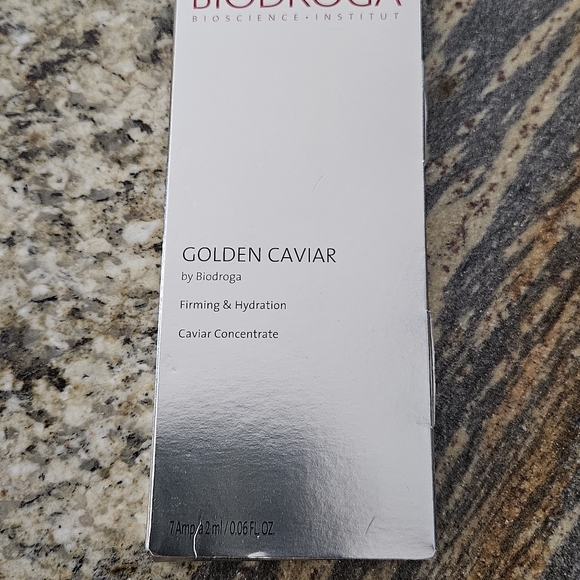 BIODROGA
BIOSCIENCE • INSTITUT
GOLDEN CAVIAR
by Biodroga
Firming & Hydration
Caviar Concentrate
7 Amp. à 2 ml / 0.06 FL. OZ.